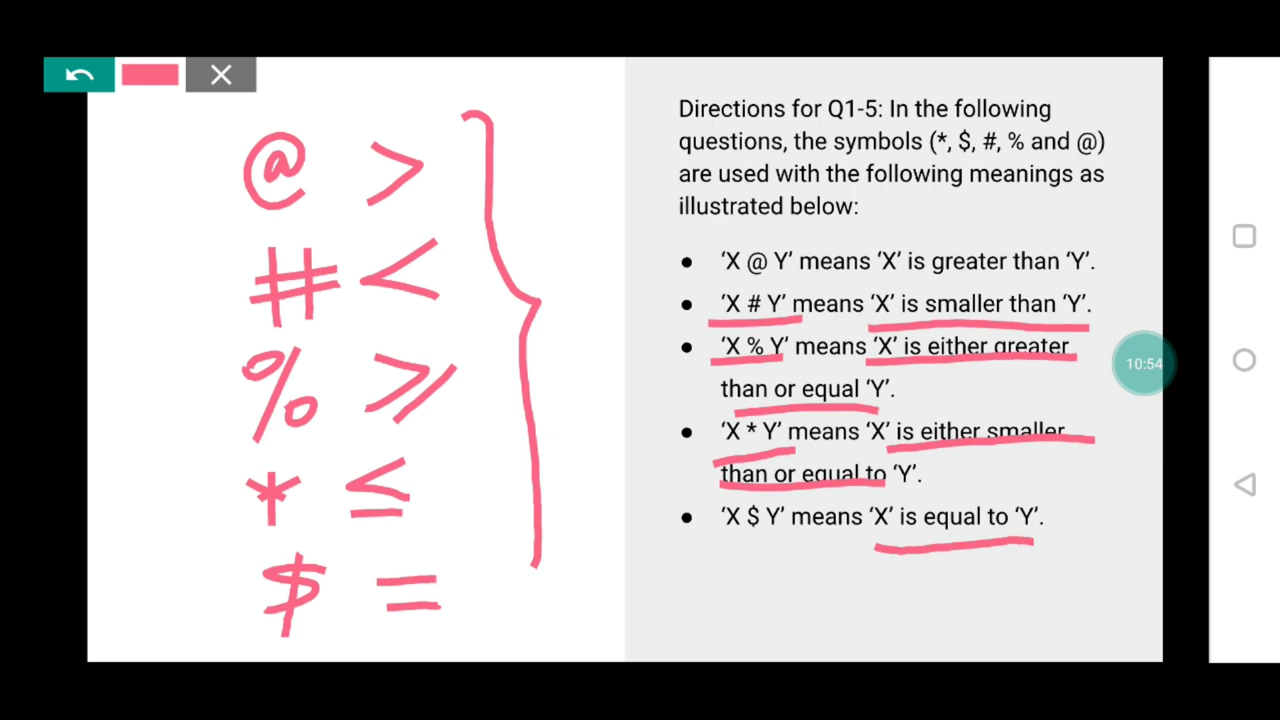 @ >
# <
% ≥
* ≤
$ =
Directions for Q1-5: In the following
questions, the symbols (*, $, #, % and @)
are used with the following meanings as
illustrated below:
● ‘X @ Y’ means ‘X’ is greater than ‘Y’.
● ‘X # Y’ means ‘X’ is smaller than ‘Y’.
● ‘X % Y’ means ‘X’ is either greater
than or equal ‘Y’.
● ‘X * Y’ means ‘X’ is either smaller
than or equal to ‘Y’.
● ‘X $ Y’ means ‘X’ is equal to ‘Y’.
10:54